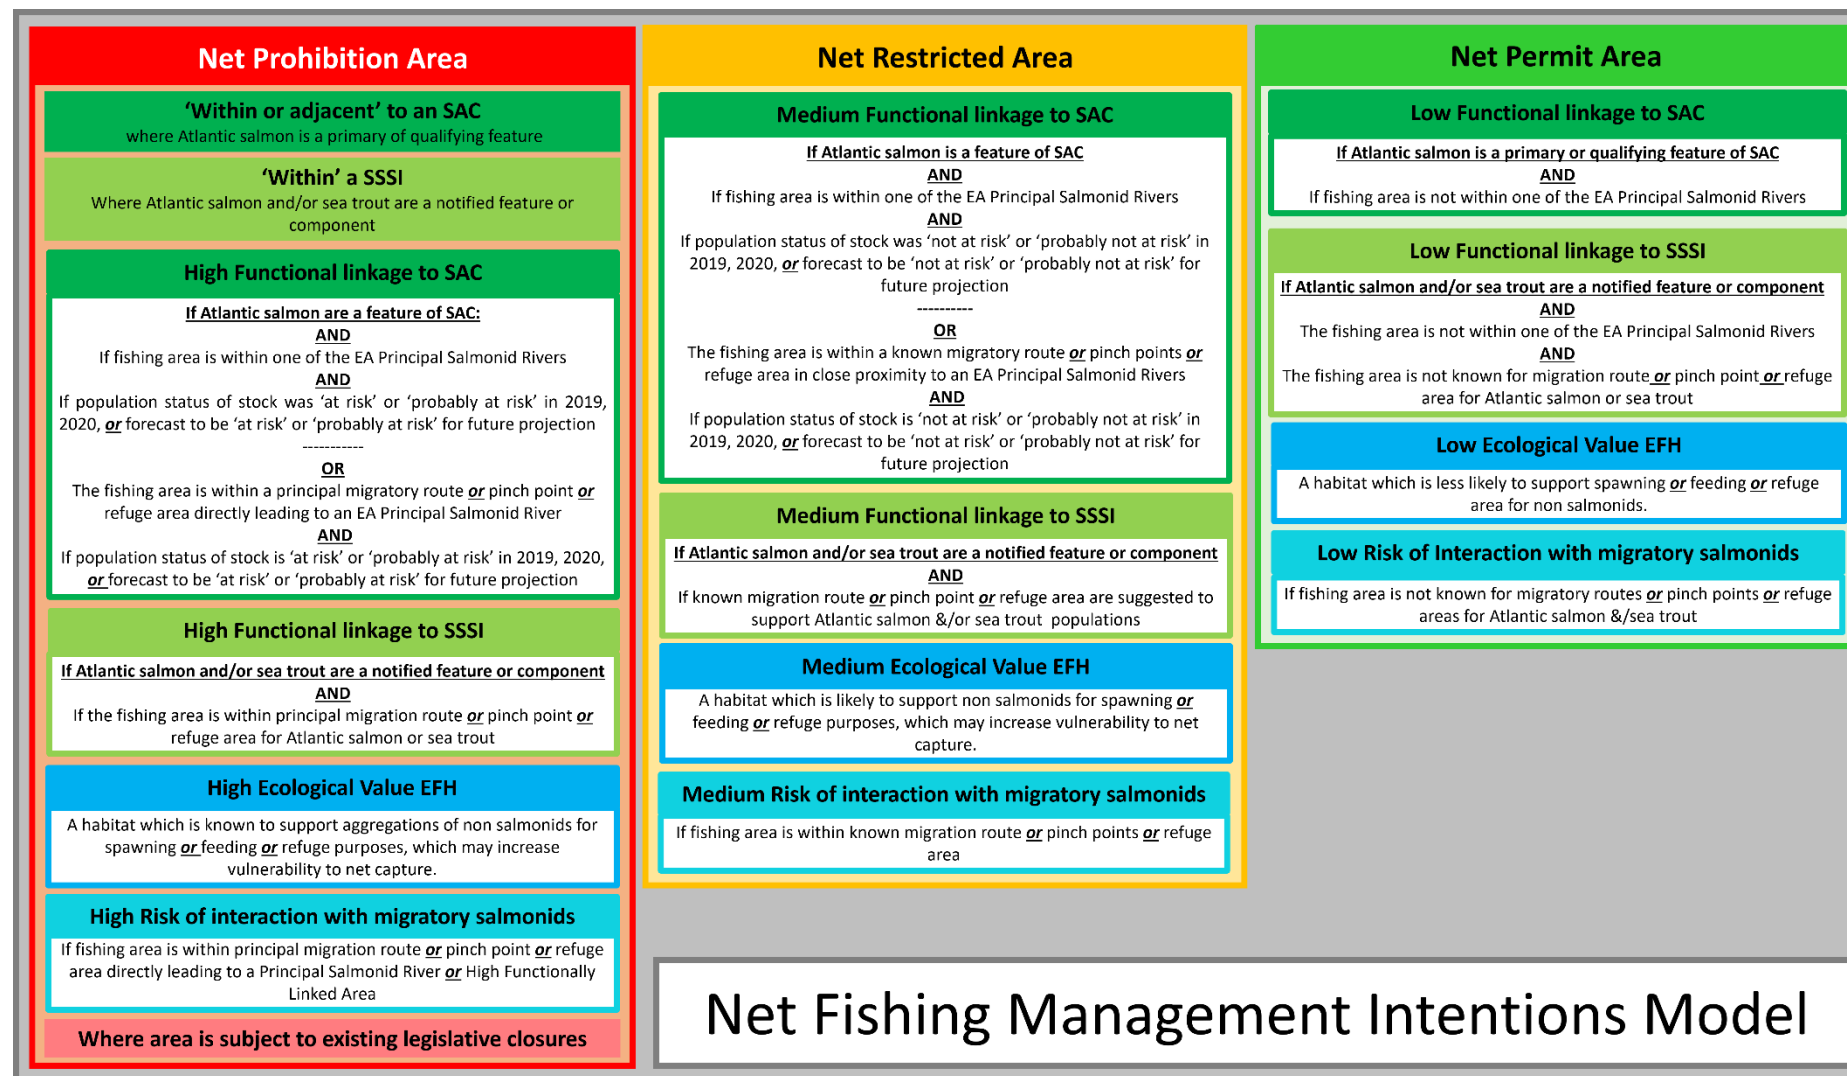 Net Prohibition Area
'Within or adjacent' to an SAC
where Atlantic salmon is a primary of qualifying feature
'Within' a SSSI
Where Atlantic salmon and/or sea trout are a notified feature or
component
High Functional linkage to SAC
If Atlantic salmon are a feature of SAC:
AND
If fishing area is within one of the EA Principal Salmonid Rivers
AND
If population status of stock was 'at risk' or 'probably at risk' in 2019,
2020, or forecast to be 'at risk' or 'probably at risk' for future projection
-----------
OR
The fishing area is within a principal migratory route or pinch point or
refuge area directly leading to an EA Principal Salmonid River
AND
If population status of stock is 'at risk' or 'probably at risk' in 2019, 2020,
or forecast to be 'at risk' or 'probably at risk' for future projection
High Functional linkage to SSSI
If Atlantic salmon and/or sea trout are a notified feature or component
AND
If the fishing area is within principal migration route or pinch point or
refuge area for Atlantic salmon or sea trout
High Ecological Value EFH
A habitat which is known to support aggregations of non salmonids for
spawning or feeding or refuge purposes, which may increase
vulnerability to net capture.
High Risk of interaction with migratory salmonids
If fishing area is within principal migration route or pinch point or refuge
area directly leading to a Principal Salmonid River or High Functionally
Linked Area
Where area is subject to existing legislative closures
Net Restricted Area
Medium Functional linkage to SAC
If Atlantic salmon is a feature of SAC
AND
If fishing area is within one of the EA Principal Salmonid Rivers
AND
If population status of stock was 'not at risk' or 'probably not at risk' in
2019, 2020, or forecast to be 'not at risk' or 'probably not at risk' for
future projection
----------
OR
The fishing area is within a known migratory route or pinch points or
refuge area in close proximity to an EA Principal Salmonid Rivers
AND
If population status of stock is 'not at risk' or 'probably not at risk' in
2019, 2020, or forecast to be 'not at risk' or 'probably not at risk' for
future projection
Medium Functional linkage to SSSI
If Atlantic salmon and/or sea trout are a notified feature or component
AND
If known migration route or pinch point or refuge area are suggested to
support Atlantic salmon &/or sea trout populations
Medium Ecological Value EFH
A habitat which is likely to support non salmonids for spawning or
feeding or refuge purposes, which may increase vulnerability to net
capture.
Medium Risk of interaction with migratory salmonids
If fishing area is within known migration route or pinch points or refuge
area
Net Permit Area
Low Functional linkage to SAC
If Atlantic salmon is a primary or qualifying feature of SAC
AND
If fishing area is not within one of the EA Principal Salmonid Rivers
Low Functional linkage to SSSI
If Atlantic salmon and/or sea trout are a notified feature or component
AND
The fishing area is not within one of the EA Principal Salmonid Rivers
AND
The fishing area is not known for migration route or pinch point or refuge
area for Atlantic salmon or sea trout
Low Ecological Value EFH
A habitat which is less likely to support spawning or feeding or refuge
area for non salmonids.
Low Risk of Interaction with migratory salmonids
If fishing area is not known for migratory routes or pinch points or refuge
areas for Atlantic salmon &/sea trout
Net Fishing Management Intentions Model